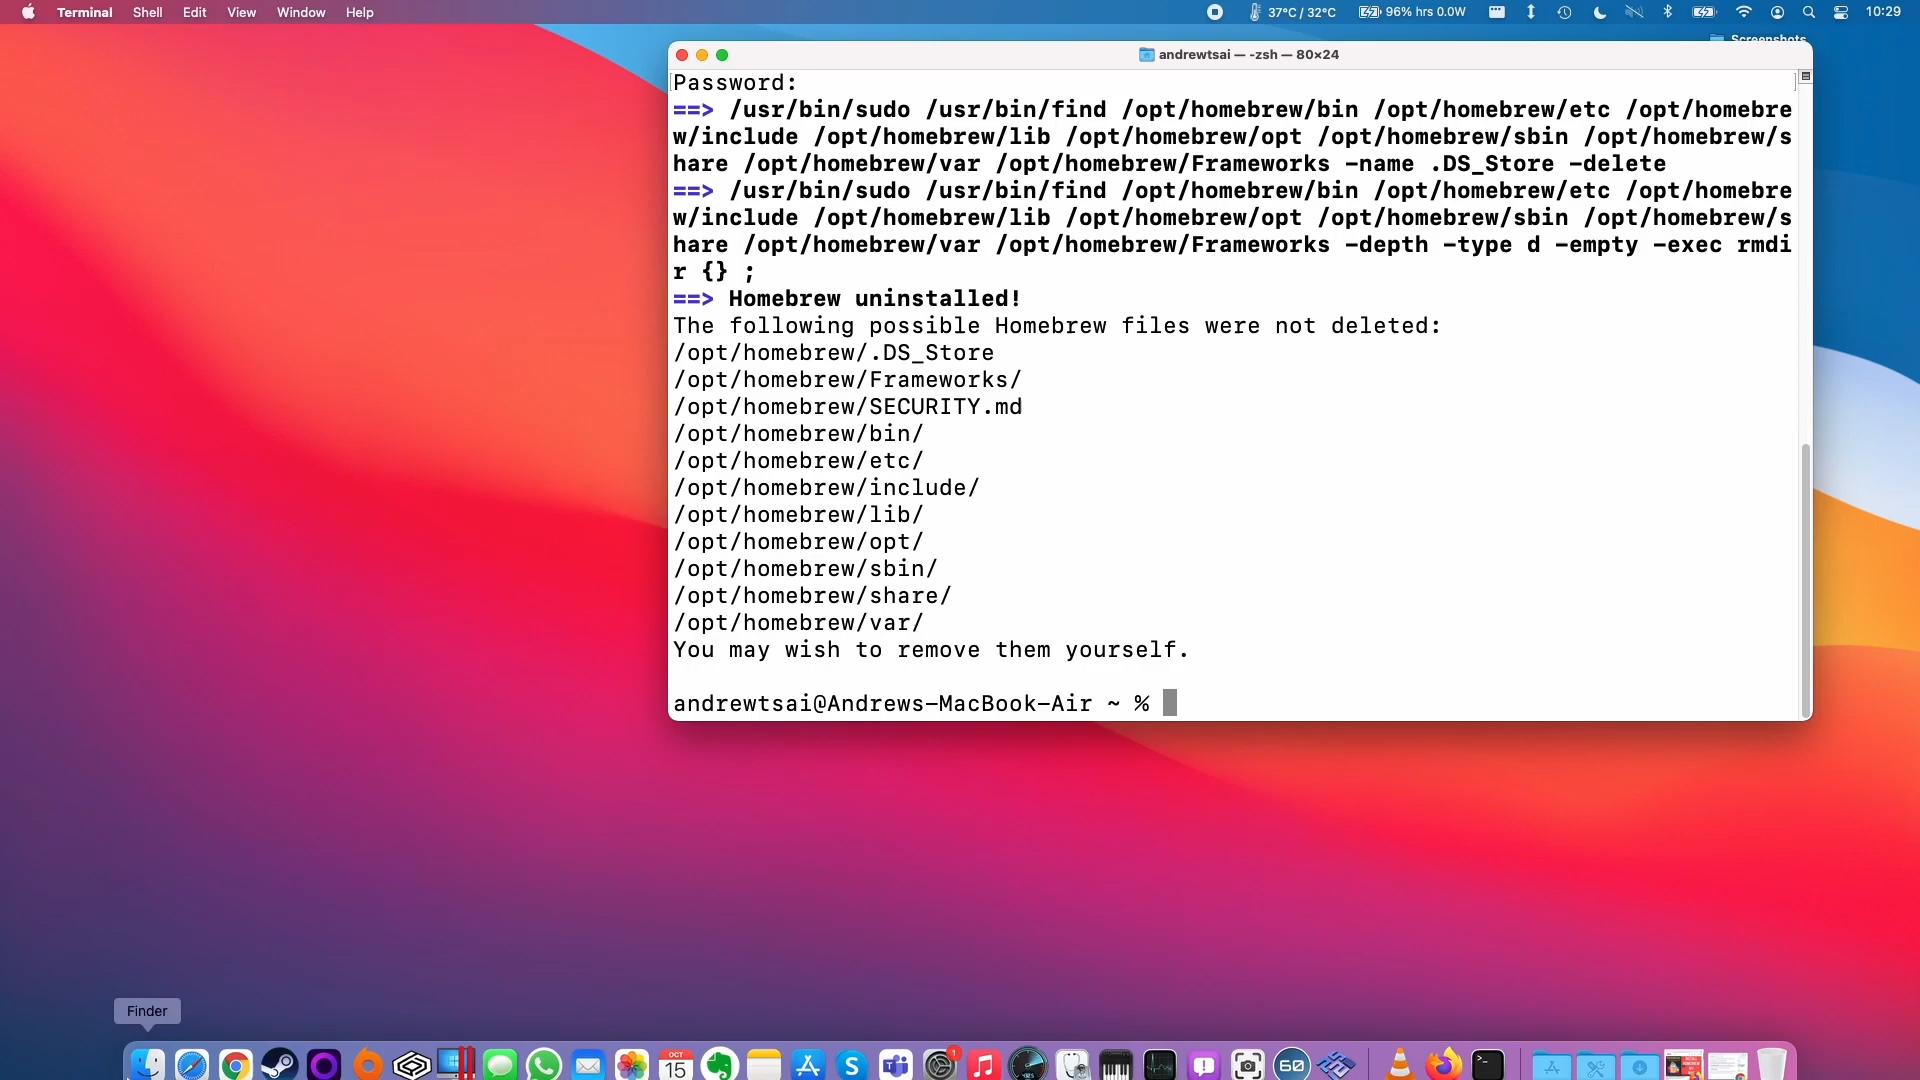 Terminal Shell Edit View Window Help 37°C / 32°C 96% hrs 0.0W 10:29
Screenshots
andrewtsai — -zsh — 80×24
Password:
==> /usr/bin/sudo /usr/bin/find /opt/homebrew/bin /opt/homebrew/etc /opt/homebre
w/include /opt/homebrew/lib /opt/homebrew/opt /opt/homebrew/sbin /opt/homebrew/s
hare /opt/homebrew/var /opt/homebrew/Frameworks -name .DS_Store -delete
==> /usr/bin/sudo /usr/bin/find /opt/homebrew/bin /opt/homebrew/etc /opt/homebre
w/include /opt/homebrew/lib /opt/homebrew/opt /opt/homebrew/sbin /opt/homebrew/s
hare /opt/homebrew/var /opt/homebrew/Frameworks -depth -type d -empty -exec rmdi
r {} ;
==> Homebrew uninstalled!
The following possible Homebrew files were not deleted:
/opt/homebrew/.DS_Store
/opt/homebrew/Frameworks/
/opt/homebrew/SECURITY.md
/opt/homebrew/bin/
/opt/homebrew/etc/
/opt/homebrew/include/
/opt/homebrew/lib/
/opt/homebrew/opt/
/opt/homebrew/sbin/
/opt/homebrew/share/
/opt/homebrew/var/
You may wish to remove them yourself.
andrewtsai@Andrews-MacBook-Air ~ %
Finder
OCT
15
1
60